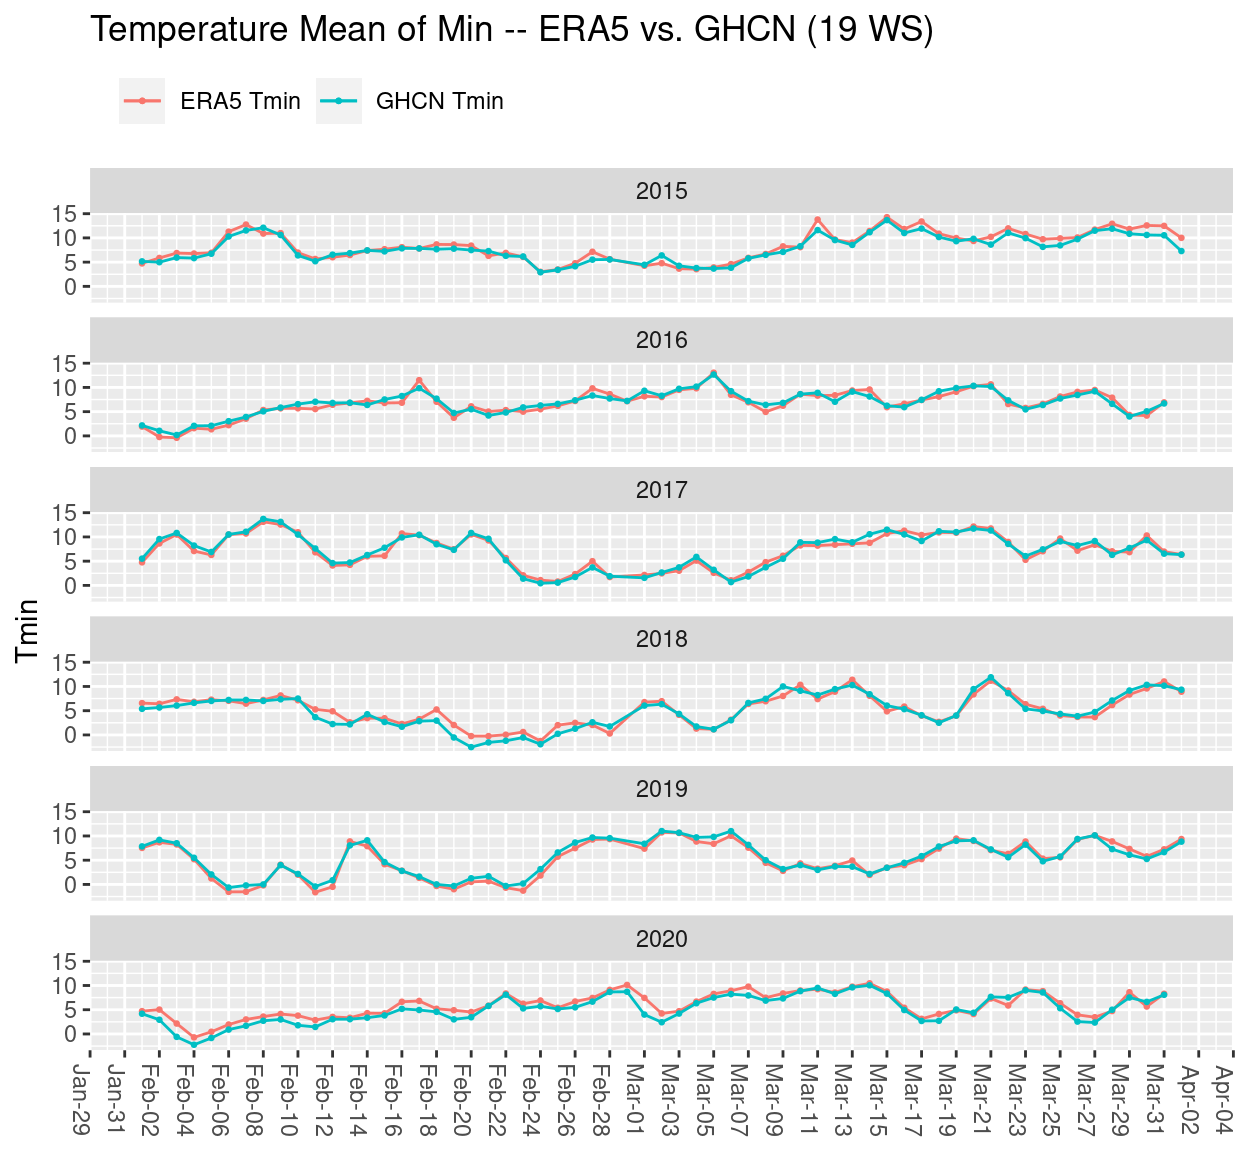 Temperature Mean of Min -- ERA5 vs. GHCN (19 WS)
ERA5 Tmin GHCN Tmin
Tmin
2015
15
10
5
0
2016
15
10
5
0
2017
15
10
5
0
2018
15
10
5
0
2019
15
10
5
0
2020
15
10
5
0
Jan-29
Jan-31
Feb-02
Feb-04
Feb-06
Feb-08
Feb-10
Feb-12
Feb-14
Feb-16
Feb-18
Feb-20
Feb-22
Feb-24
Feb-26
Feb-28
Mar-01
Mar-03
Mar-05
Mar-07
Mar-09
Mar-11
Mar-13
Mar-15
Mar-17
Mar-19
Mar-21
Mar-23
Mar-25
Mar-27
Mar-29
Mar-31
Apr-02
Apr-04